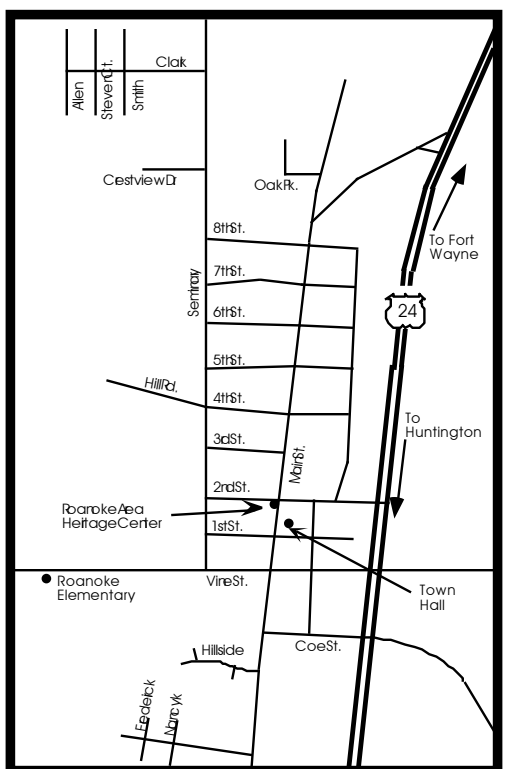 Clark
Allen
Steven Ct.
Smith
Crestview Dr
Oak Pk.
8th St.
To Fort
Wayne
7th St.
Seminary
24
6th St.
5th St.
Hill Rd.
4th St.
To
Huntington
3rd St.
Main St.
2nd St.
Roanoke Area
Heritage Center
1st St.
Roanoke
Elementary
Vine St.
Town
Hall
Coe St.
Hillside
Frederick
Nancyk